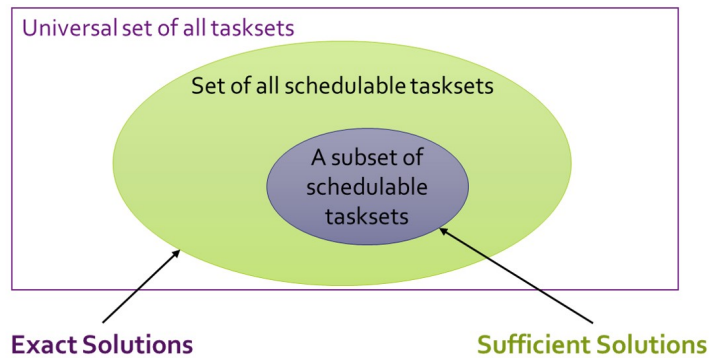 Universal set of all tasksets
Set of all schedulable tasksets
A subset of
schedulable
tasksets
Exact Solutions
Sufficient Solutions